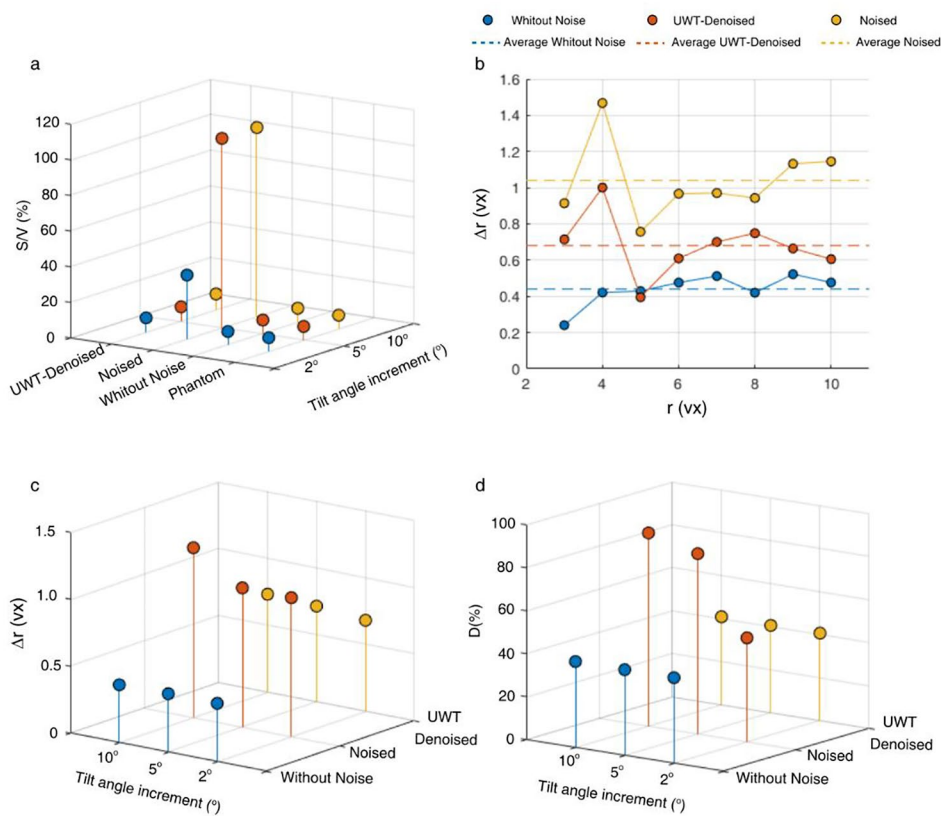 Whitout Noise UWT-Denoised Noised
Average Whitout Noise Average UWT-Denoised Average Noised
a
120
100
80
60
40
20
0
S/V (%)
UWT-Denoised
Noised
Whitout Noise
Phantom
2°
5°
10°
Tilt angle increment (°)
b
1.6
1.4
1.2
1
0.8
0.6
0.4
0.2
0
Δr (vx)
2 4 6 8 10
r (vx)
c
1.5
1.0
0.5
0
Δr (vx)
10°
5°
2°
Tilt angle increment (°)
UWT
Denoised
Noised
Without Noise
d
100
80
60
40
20
0
D(%)
10°
5°
2°
Tilt angle increment (°)
UWT
Denoised
Noised
Without Noise